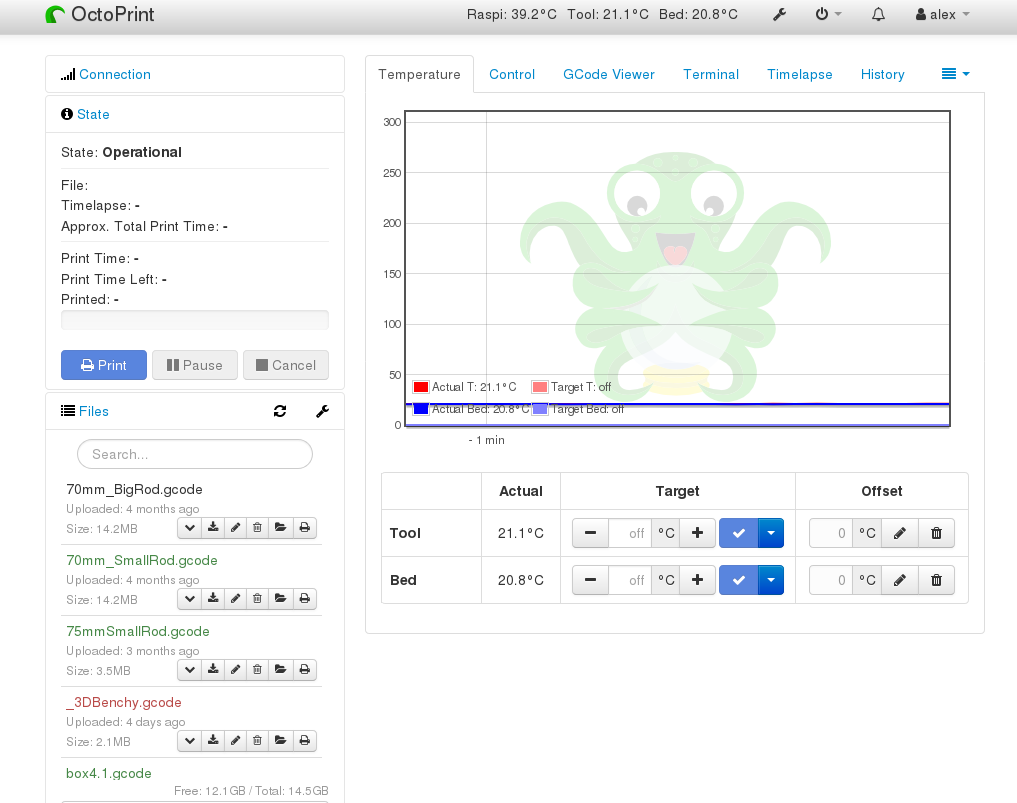 OctoPrint
Raspi: 39.2°C Tool: 21.1°C Bed: 20.8°C
alex
Connection
State
State: Operational
File:
Timelapse: -
Approx. Total Print Time: -
Print Time: -
Print Time Left: -
Printed: -
Print
Pause
Cancel
Files
Search...
70mm_BigRod.gcode
Uploaded: 4 months ago
Size: 14.2MB
70mm_SmallRod.gcode
Uploaded: 4 months ago
Size: 14.2MB
75mmSmallRod.gcode
Uploaded: 3 months ago
Size: 3.5MB
_3DBenchy.gcode
Uploaded: 4 days ago
Size: 2.1MB
box4.1.gcode
Free: 12.1GB / Total: 14.5GB
Temperature
Control
GCode Viewer
Terminal
Timelapse
History
300
250
200
150
100
50
0
Actual T: 21.1°C Target T: off
Actual Bed: 20.8°C Target Bed: off
- 1 min
Actual Target Offset
Tool 21.1°C off °C 0 °C
Bed 20.8°C off °C 0 °C